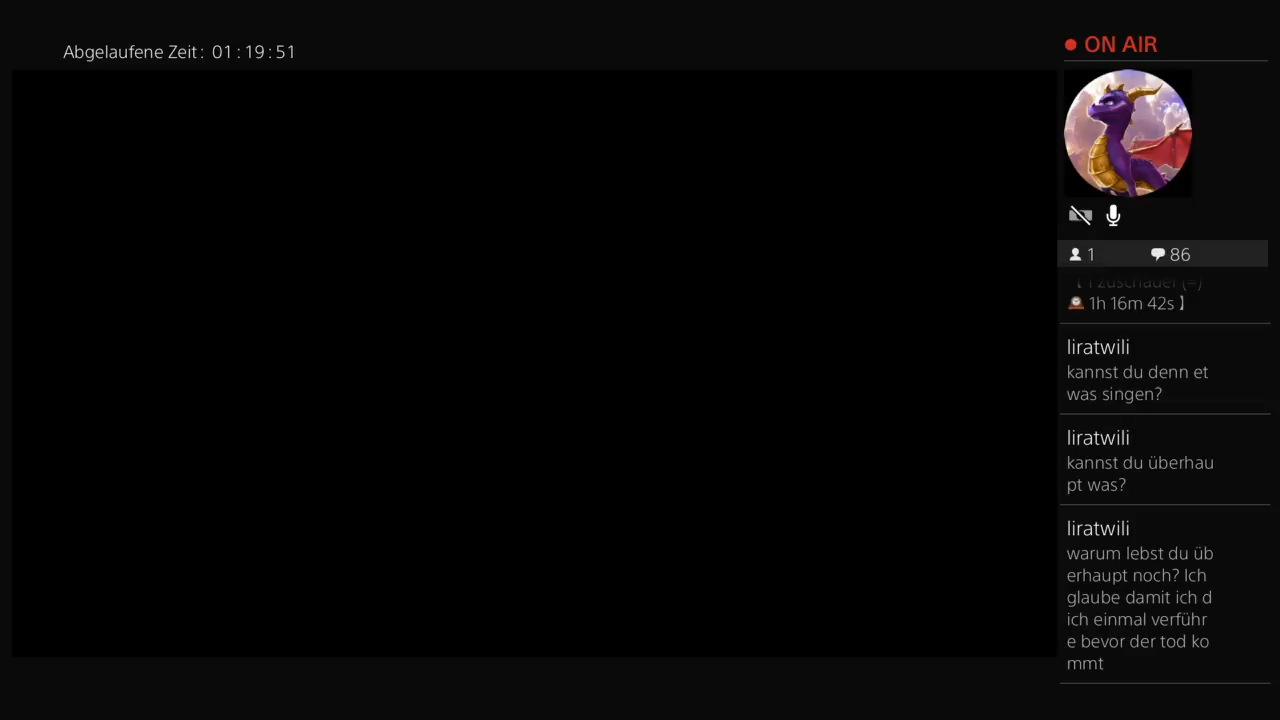 Abgelaufene Zeit: 01:19:51
ON AIR
1 86
1h 16m 42s】
liratwili
kannst du denn et
was singen?
liratwili
kannst du überhau
pt was?
liratwili
warum lebst du üb
erhaupt noch? Ich
glaube damit ich d
ich einmal verführ
e bevor der tod ko
mmt